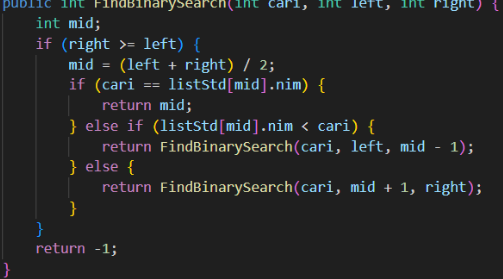 public int FindBinarySearch(int cari, int left, int right) {
    int mid;
    if (right >= left) {
        mid = (left + right) / 2;
        if (cari == listStd[mid].nim) {
            return mid;
        } else if (listStd[mid].nim < cari) {
            return FindBinarySearch(cari, left, mid - 1);
        } else {
            return FindBinarySearch(cari, mid + 1, right);
        }
    }
    return -1;
}